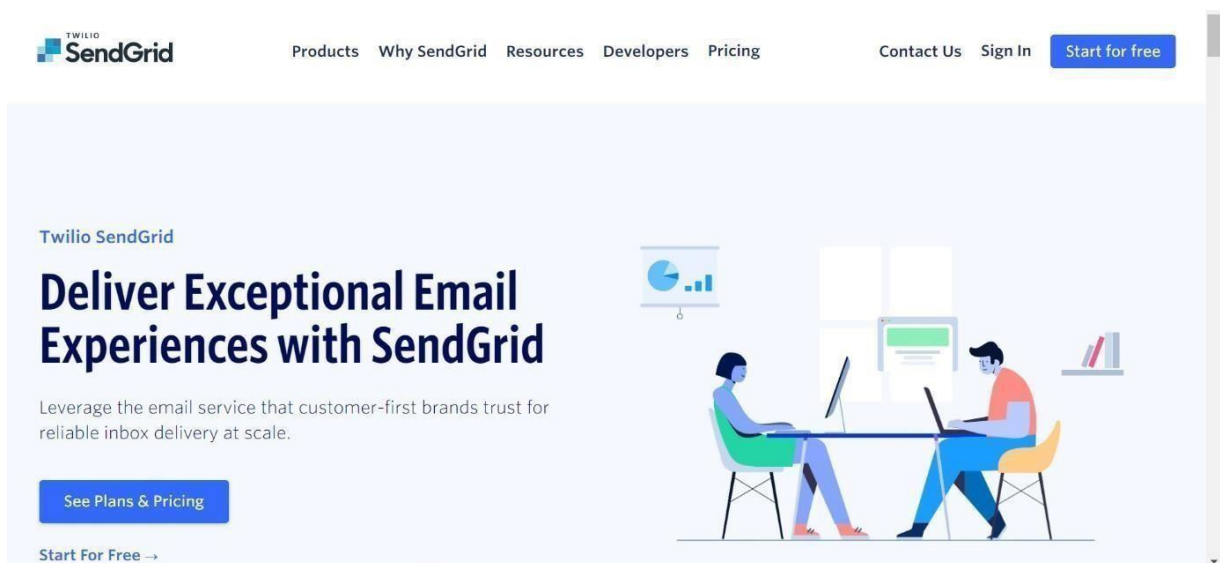 TWILIO
SendGrid
Products Why SendGrid Resources Developers Pricing
Contact Us Sign In Start for free
Twilio SendGrid
Deliver Exceptional Email
Experiences with SendGrid
Leverage the email service that customer-first brands trust for
reliable inbox delivery at scale.
See Plans & Pricing
Start For Free →